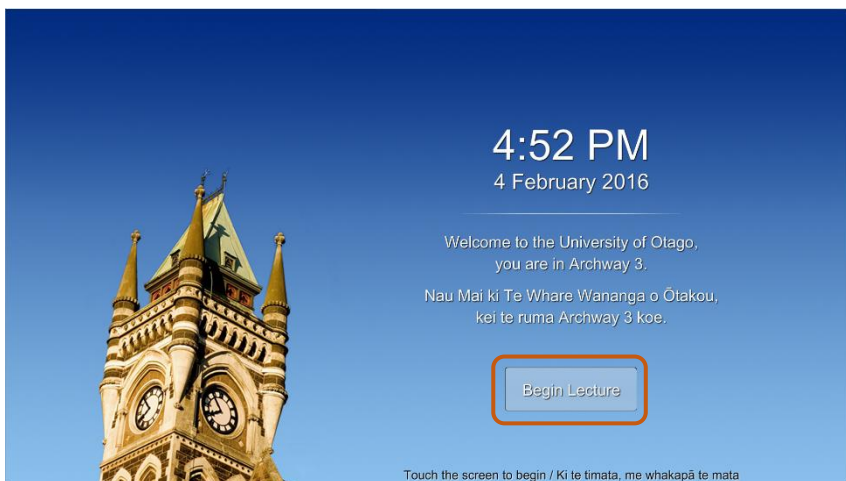 4:52 PM
4 February 2016
Welcome to the University of Otago,
you are in Archway 3.
Nau Mai ki Te Whare Wananga o Ōtakou,
kei te ruma Archway 3 koe.
Begin Lecture
Touch the screen to begin / Ki te timata, me whakapā te mata